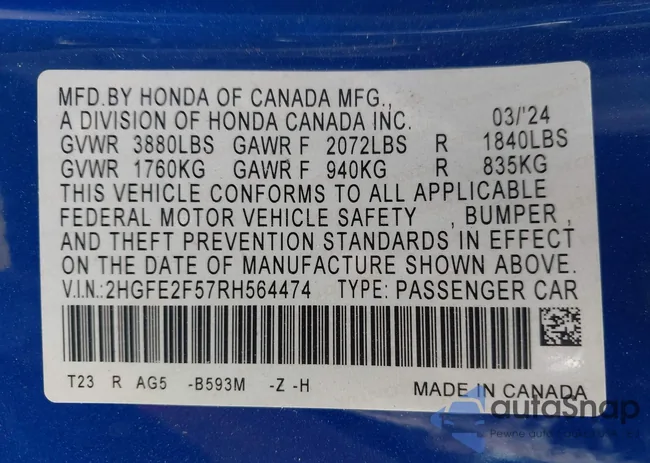 MFD.BY HONDA OF CANADA MFG.,
A DIVISION OF HONDA CANADA INC. 03/'24
GVWR 3880LBS GAWR F 2072LBS R 1840LBS
GVWR 1760KG GAWR F 940KG R 835KG
THIS VEHICLE CONFORMS TO ALL APPLICABLE
FEDERAL MOTOR VEHICLE SAFETY , BUMPER ,
AND THEFT PREVENTION STANDARDS IN EFFECT
ON THE DATE OF MANUFACTURE SHOWN ABOVE.
V.I.N.:2HGFE2F57RH564474 TYPE: PASSENGER CAR
T23 R AG5 -B593M -Z -H MADE IN CANADA
autaSnap
Pewne auta